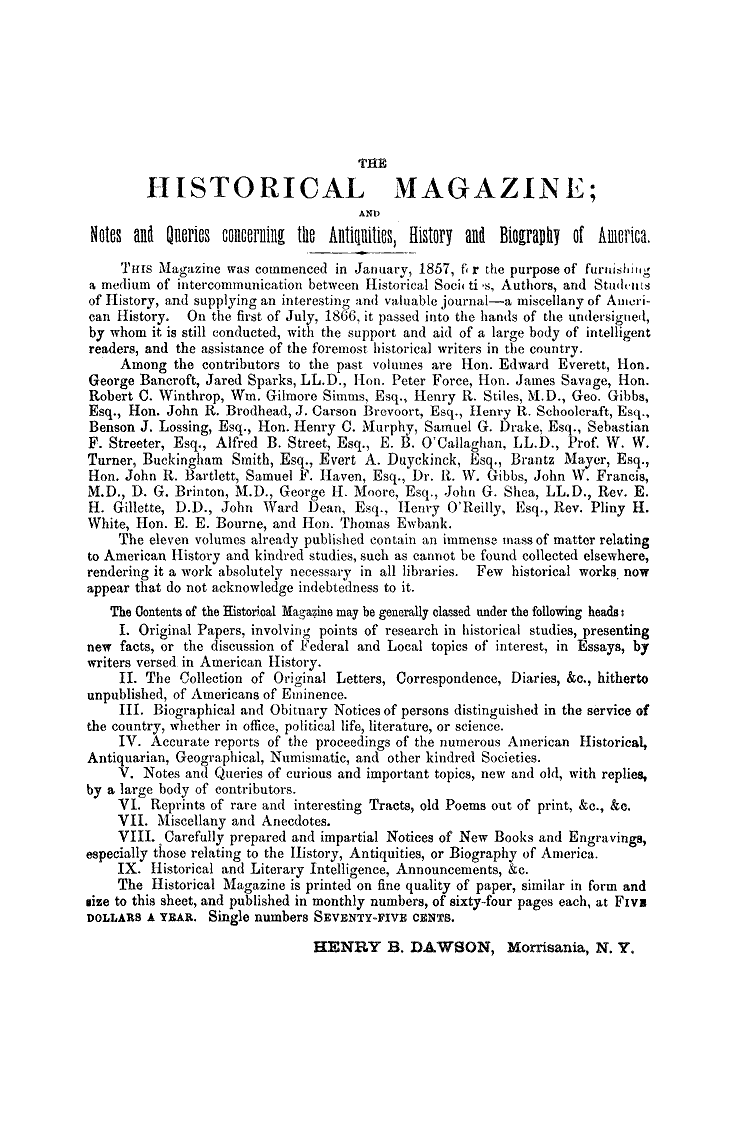 THE
HISTORICAL MAGAZINE;
AND
Notes and Queries concerning the Antiquities, History and Biography of America.
THIS Magazine was commenced in January, 1857, for the purpose of furnishing
a medium of intercommunication between Historical Societies, Authors, and Students
of History, and supplying an interesting and valuable journal—a miscellany of Ameri-
can History. On the first of July, 1866, it passed into the hands of the undersigned,
by whom it is still conducted, with the support and aid of a large body of intelligent
readers, and the assistance of the foremost historical writers in the country.
Among the contributors to the past volumes are Hon. Edward Everett, Hon.
George Bancroft, Jared Sparks, LL.D., Hon. Peter Force, Hon. James Savage, Hon.
Robert C. Winthrop, Wm. Gilmore Simms, Esq., Henry R. Stiles, M.D., Geo. Gibbs,
Esq., Hon. John R. Brodhead, J. Carson Brevoort, Esq., Henry R. Schoolcraft, Esq.,
Benson J. Lossing, Esq., Hon. Henry C. Murphy, Samuel G. Drake, Esq., Sebastian
F. Streeter, Esq., Alfred B. Street, Esq., E. B. O'Callaghan, LL.D., Prof. W. W.
Turner, Buckingham Smith, Esq., Evert A. Duyckinck, Esq., Brantz Mayer, Esq.,
Hon. John R. Bartlett, Samuel F. Haven, Esq., Dr. R. W. Gibbs, John W. Francis,
M.D., D. G. Brinton, M.D., George H. Moore, Esq., John G. Shea, LL.D., Rev. E.
H. Gillette, D.D., John Ward Dean, Esq., Henry O'Reilly, Esq., Rev. Pliny H.
White, Hon. E. E. Bourne, and Hon. Thomas Ewbank.
The eleven volumes already published contain an immense mass of matter relating
to American History and kindred studies, such as cannot be found collected elsewhere,
rendering it a work absolutely necessary in all libraries. Few historical works now
appear that do not acknowledge indebtedness to it.
The Contents of the Historical Magazine may be generally classed under the following heads:
I. Original Papers, involving points of research in historical studies, presenting
new facts, or the discussion of Federal and Local topics of interest, in Essays, by
writers versed in American History.
II. The Collection of Original Letters, Correspondence, Diaries, &c., hitherto
unpublished, of Americans of Eminence.
III. Biographical and Obituary Notices of persons distinguished in the service of
the country, whether in office, political life, literature, or science.
IV. Accurate reports of the proceedings of the numerous American Historical,
Antiquarian, Geographical, Numismatic, and other kindred Societies.
V. Notes and Queries of curious and important topics, new and old, with replies,
by a large body of contributors.
VI. Reprints of rare and interesting Tracts, old Poems out of print, &c., &c.
VII. Miscellany and Anecdotes.
VIII. Carefully prepared and impartial Notices of New Books and Engravings,
especially those relating to the History, Antiquities, or Biography of America.
IX. Historical and Literary Intelligence, Announcements, &c.
The Historical Magazine is printed on fine quality of paper, similar in form and
size to this sheet, and published in monthly numbers, of sixty-four pages each, at FIVE
DOLLARS A YEAR. Single numbers SEVENTY-FIVE CENTS.
HENRY B. DAWSON, Morrisania, N. Y.